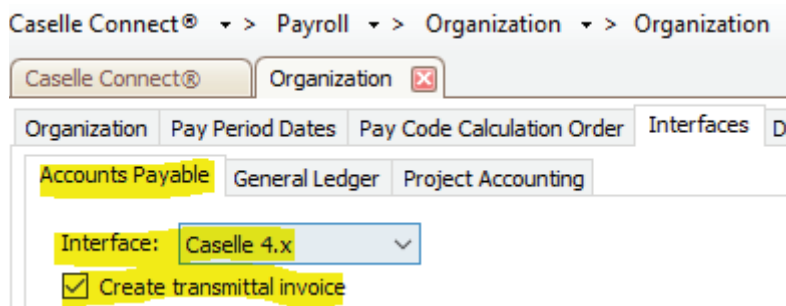 Caselle Connect® > Payroll > Organization > Organization
Caselle Connect® Organization
Organization Pay Period Dates Pay Code Calculation Order Interfaces D
Accounts Payable General Ledger Project Accounting
Interface: Caselle 4.x
Create transmittal invoice